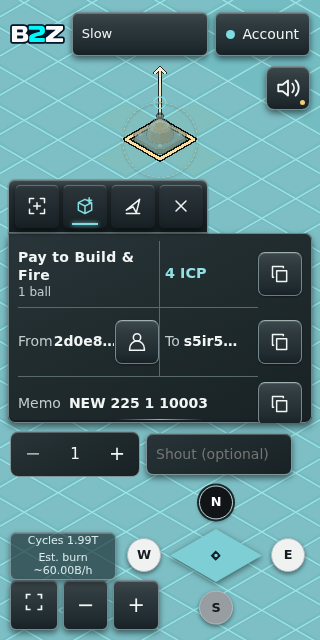 B2Z
Slow
Account
Pay to Build &
Fire
1 ball
4 ICP
From 2d0e8...
To s5ir5...
Memo NEW 225 1 10003
− 1 +
Shout (optional)
N
W
E
S
Cycles 1.99T
Est. burn
~60.00B/h
− +